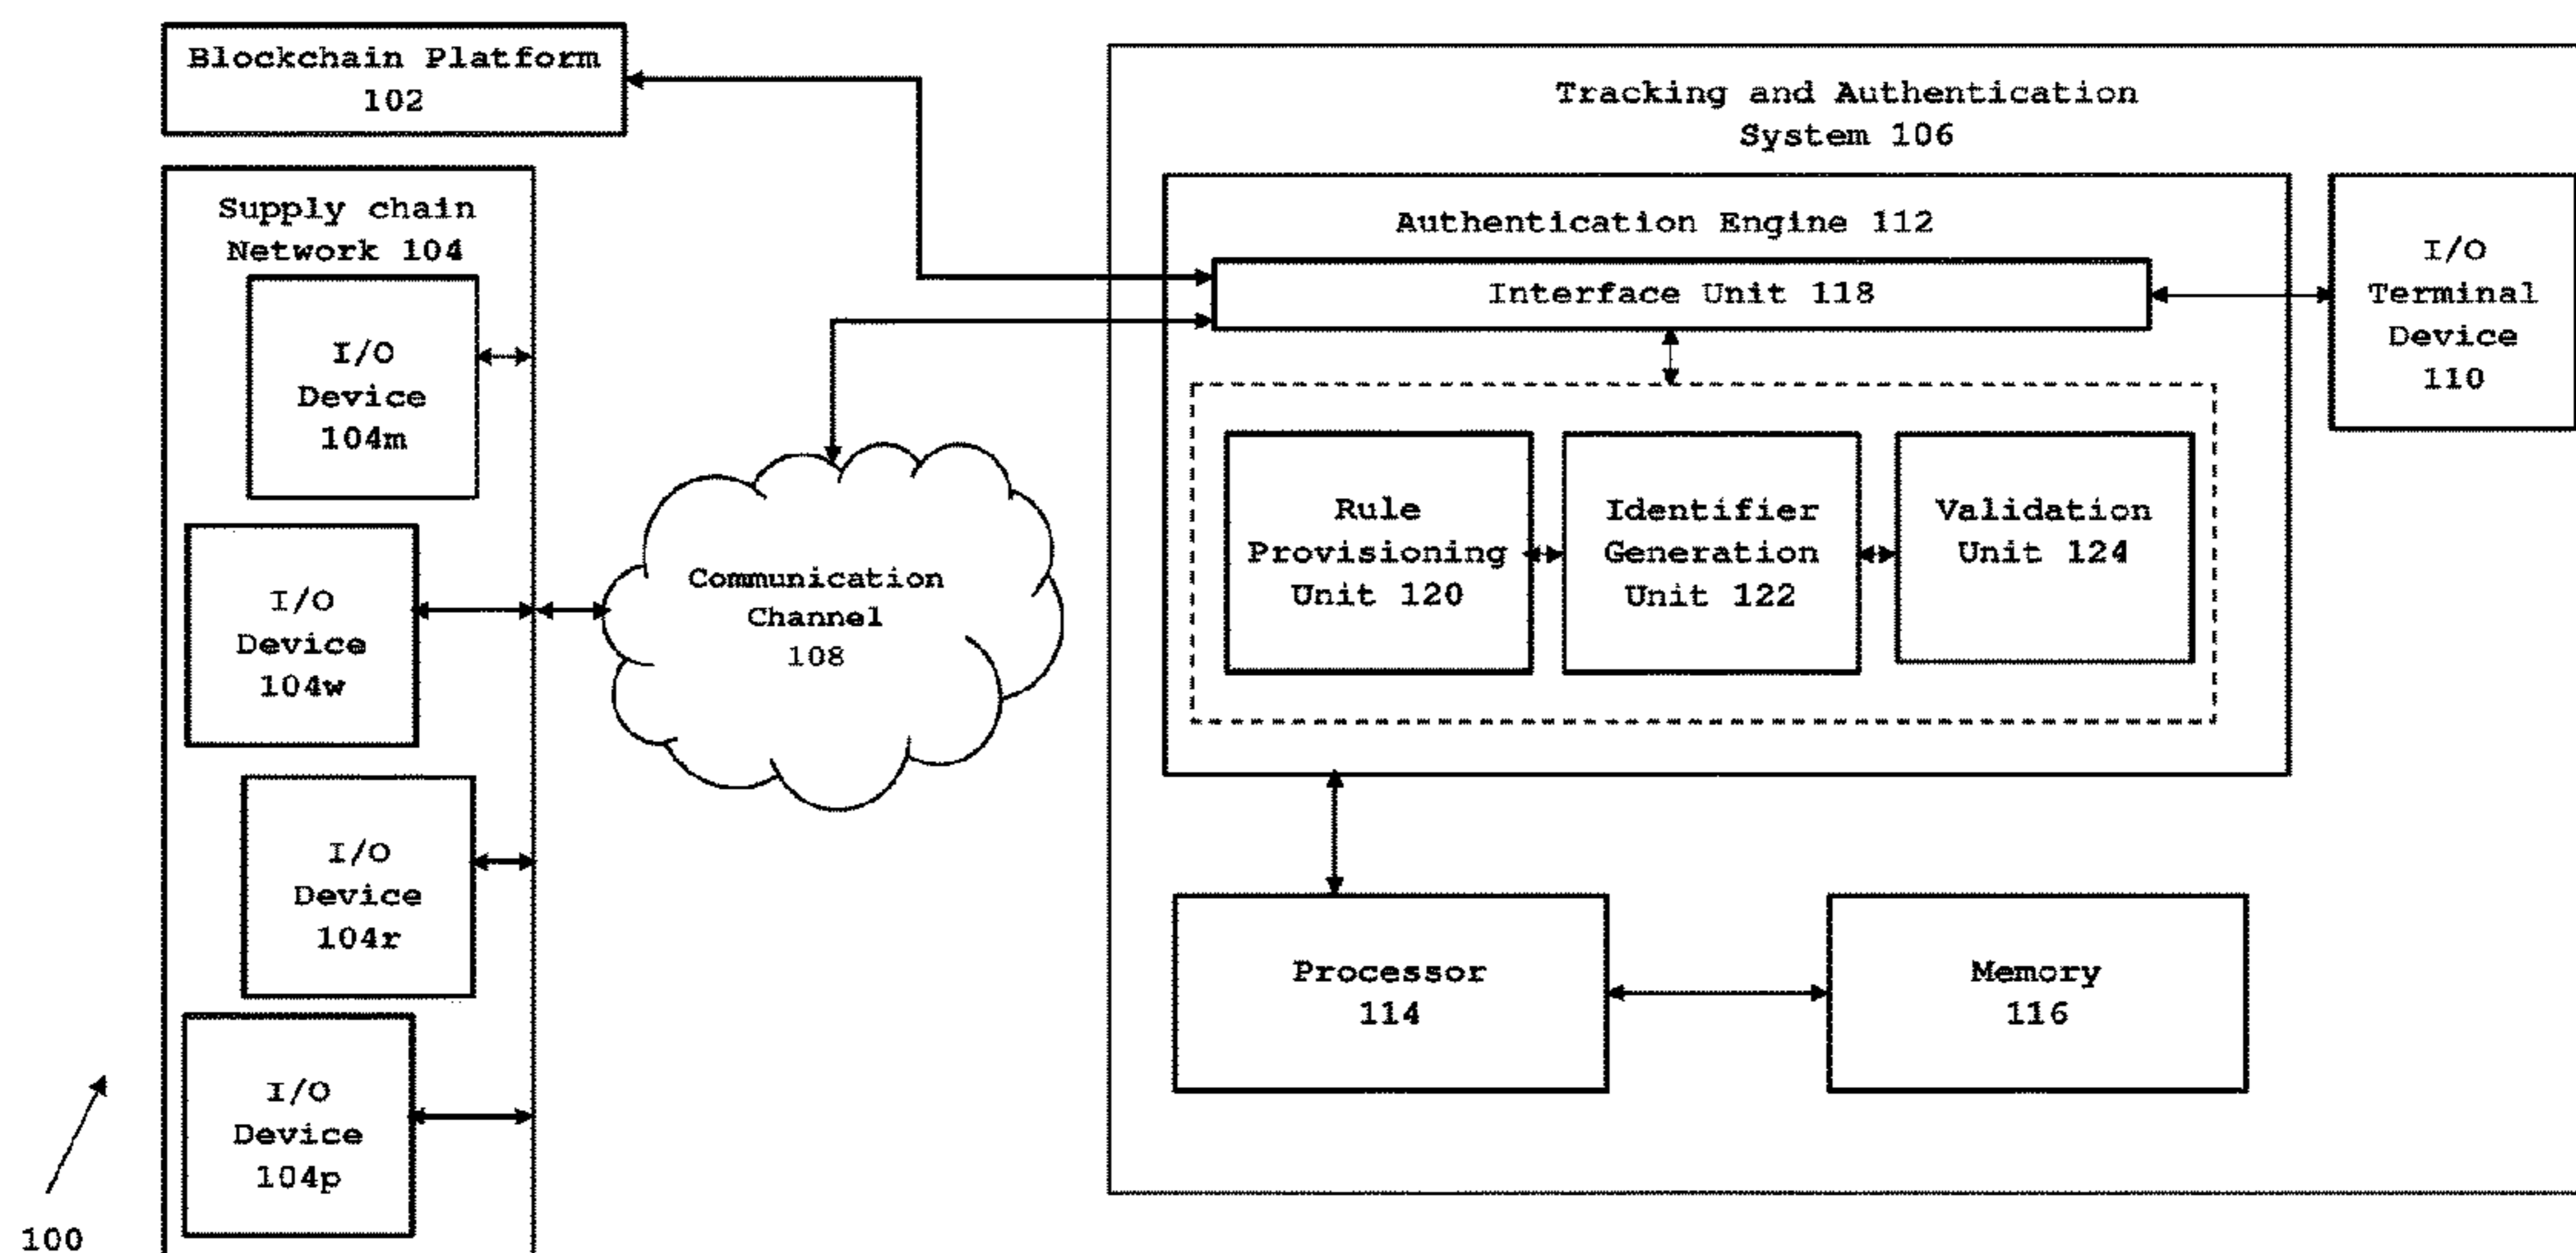 Blockchain Platform
102
Supply chain
Network 104
I/O
Device
104m
I/O
Device
104w
I/O
Device
104r
I/O
Device
104p
100
Communication
Channel
108
Tracking and Authentication
System 106
Authentication Engine 112
Interface Unit 118
Rule
Provisioning
Unit 120
Identifier
Generation
Unit 122
Validation
Unit 124
Processor
114
Memory
116
I/O
Terminal
Device
110